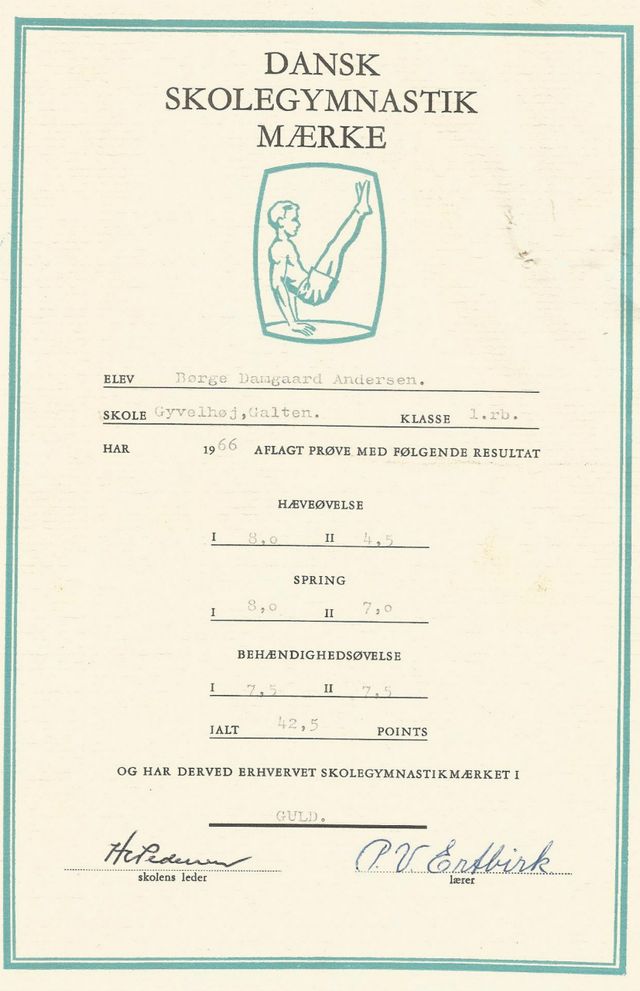 DANSK
SKOLEGYMNASTIK
MÆRKE
ELEV Børge Damgaard Andersen.
SKOLE Gyvelhøj, Galten. KLASSE 1.rb.
HAR 1966 AFLAGT PRØVE MED FØLGENDE RESULTAT
HÆVEØVELSE
I 8,0 II 4,5
SPRING
I 8,0 II 7,0
BEHÆNDIGHEDSØVELSE
I 7,5 II 7,5
IALT 42,5 POINTS
OG HAR DERVED ERHVERVET SKOLEGYMNASTIKMÆRKET I
GULD.
HcPedersen P. V. Ertbirk
skolens leder lærer